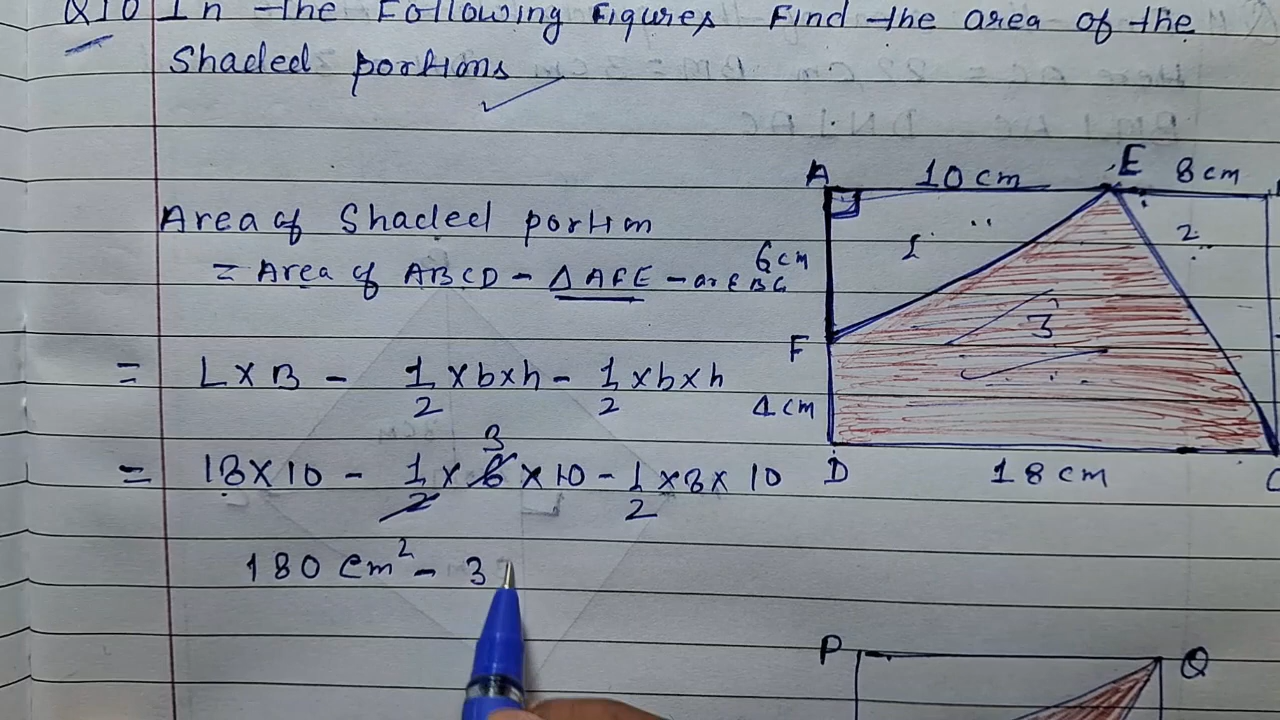 Q10 In the Following Figures, Find the area of the
Shaded portions
Area of Shaded portion
= Area of ABCD - △AFE - ar EBC
= L x B - 1/2 x b x h - 1/2 x b x h
3
= 18 x 10 - 1/2 x 6 x 10 - 1/2 x 8 x 10
180 cm² - 3
A 10 cm E 8 cm
6 cm 1 2
F 3
4 cm
D 18 cm C
P Q